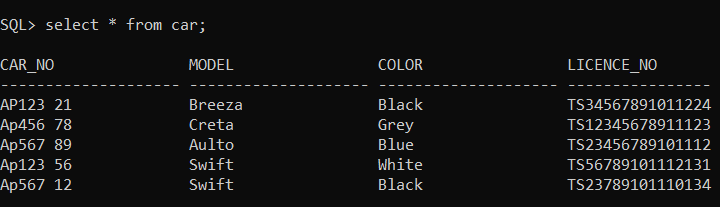 SQL> select * from car;
CAR_NO MODEL COLOR LICENCE_NO
-------------------- -------------------- -------------------- ---------------
AP123 21 Breeza Black TS34567891011224
Ap456 78 Creta Grey TS12345678911123
Ap567 89 Aulto Blue TS23456789101112
Ap123 56 Swift White TS56789101112131
Ap567 12 Swift Black TS23789101110134